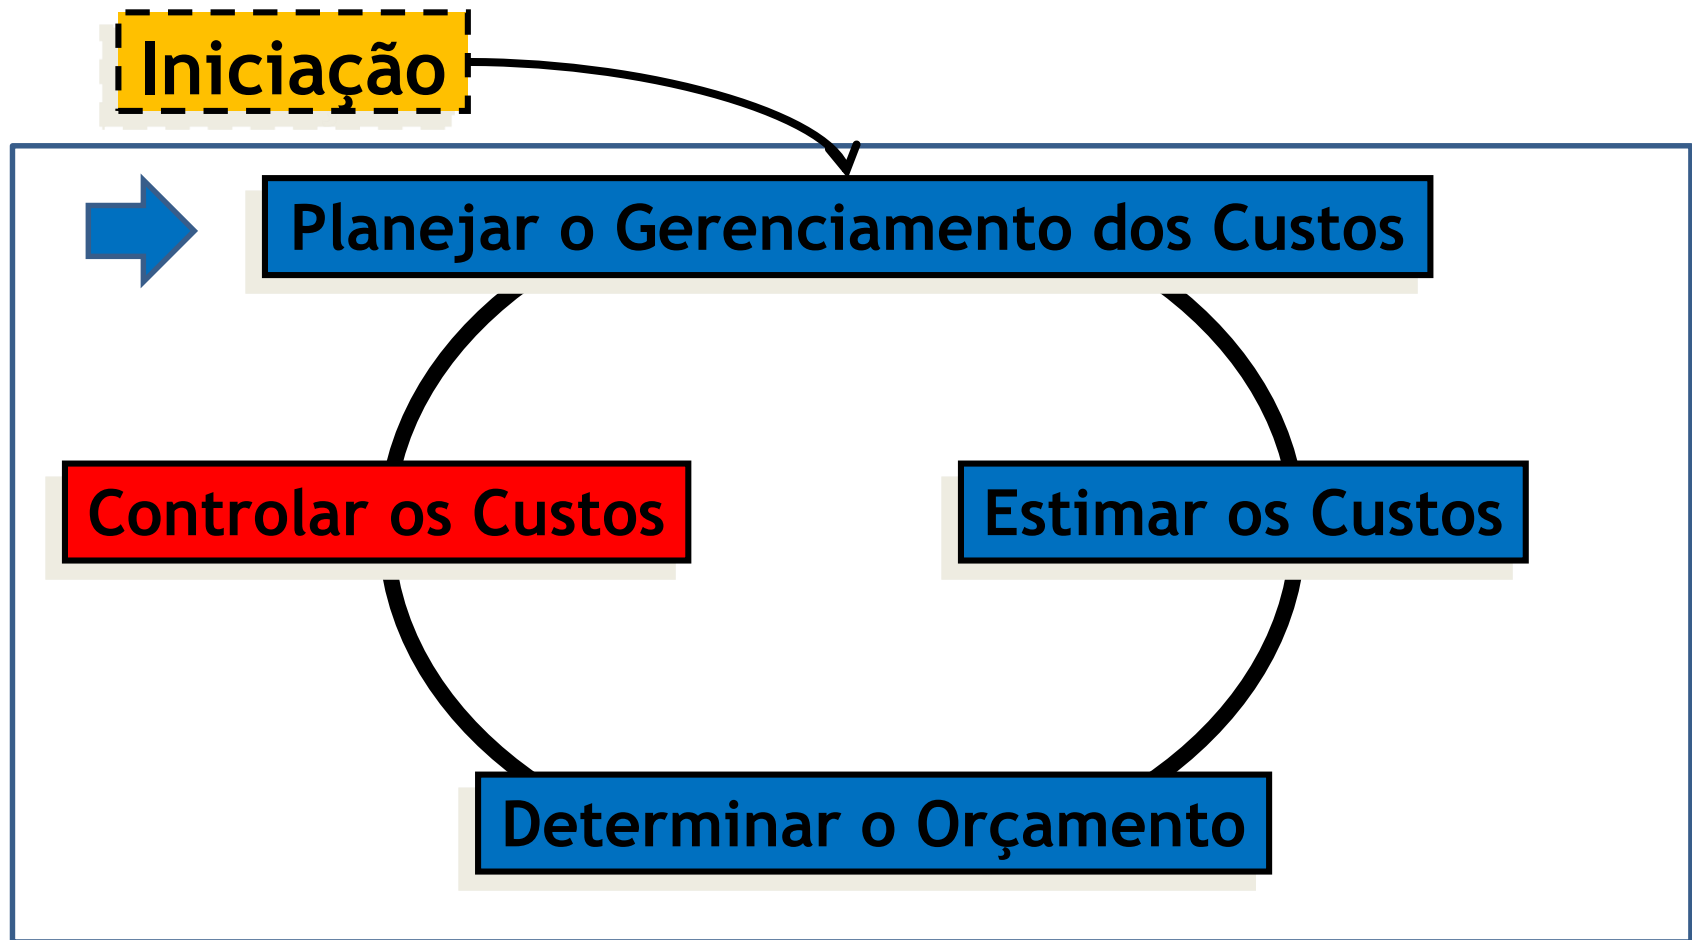 Iniciação
Planejar o Gerenciamento dos Custos
Controlar os Custos
Estimar os Custos
Determinar o Orçamento